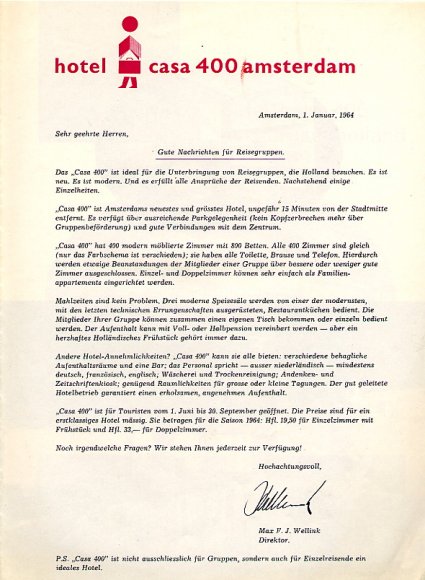 hotel casa 400 amsterdam
Amsterdam, 1. Januar, 1964
Sehr geehrte Herren,
Gute Nachrichten für Reisegruppen.
Das „Casa 400” ist ideal für die Unterbringung von Reisegruppen, die Holland besuchen. Es ist
neu. Es ist modern. Und es erfüllt alle Ansprüche der Reisenden. Nachstehend einige
Einzelheiten.
„Casa 400” ist Amsterdams neuestes und grösstes Hotel, ungefähr 15 Minuten von der Stadtmitte
entfernt. Es verfügt über ausreichende Parkgelegenheit (kein Kopfzerbrechen mehr über
Gruppenbeförderung) und gute Verbindungen mit dem Zentrum.
„Casa 400” hat 400 modern möblierte Zimmer mit 800 Betten. Alle 400 Zimmer sind gleich
(nur das Farbschema ist verschieden); sie haben alle Toilette, Brause und Telefon. Hierdurch
werden etwaige Beanstandungen der Mitglieder einer Gruppe über bessere oder weniger gute
Zimmer ausgeschlossen. Einzel- und Doppelzimmer können sehr einfach als Familien-
appartements eingerichtet werden.
Mahlzeiten sind kein Problem. Drei moderne Speisesäle werden von einer der modernsten,
mit den letzten technischen Errungenschaften ausgerüsteten, Restaurantküchen bedient. Die
Mitglieder Ihrer Gruppe können zusammen einen eigenen Tisch bekommen oder einzeln bedient
werden. Der Aufenthalt kann mit Voll- oder Halbpension vereinbart werden — aber ein
herzhaftes Holländisches Frühstück gehört immer dazu.
Andere Hotel-Annehmlichkeiten? „Casa 400” kann sie alle bieten: verschiedene behagliche
Aufenthaltsräume und eine Bar; das Personal spricht — ausser niederländisch — mindestens
deutsch, französisch, englisch; Wäscherei und Trockenreinigung; Andenken- und
Zeitschriftenkiosk; genügend Räumlichkeiten für grosse oder kleine Tagungen. Der gut geleitete
Hotelbetrieb garantiert einen erholsamen, angenehmen Aufenthalt.
„Casa 400” ist für Touristen vom 1. Juni bis 30. September geöffnet. Die Preise sind für ein
erstklassiges Hotel mässig. Sie betragen für die Saison 1964: Hfl. 19,50 für Einzelzimmer mit
Frühstück und Hfl. 33,— für Doppelzimmer.
Noch irgendwelche Fragen? Wir stehen Ihnen jederzeit zur Verfügung!
Hochachtungsvoll,
Max F. J. Wellink
Direktor.
P.S. „Casa 400” ist nicht ausschliesslich für Gruppen, sondern auch für Einzelreisende ein
ideales Hotel.